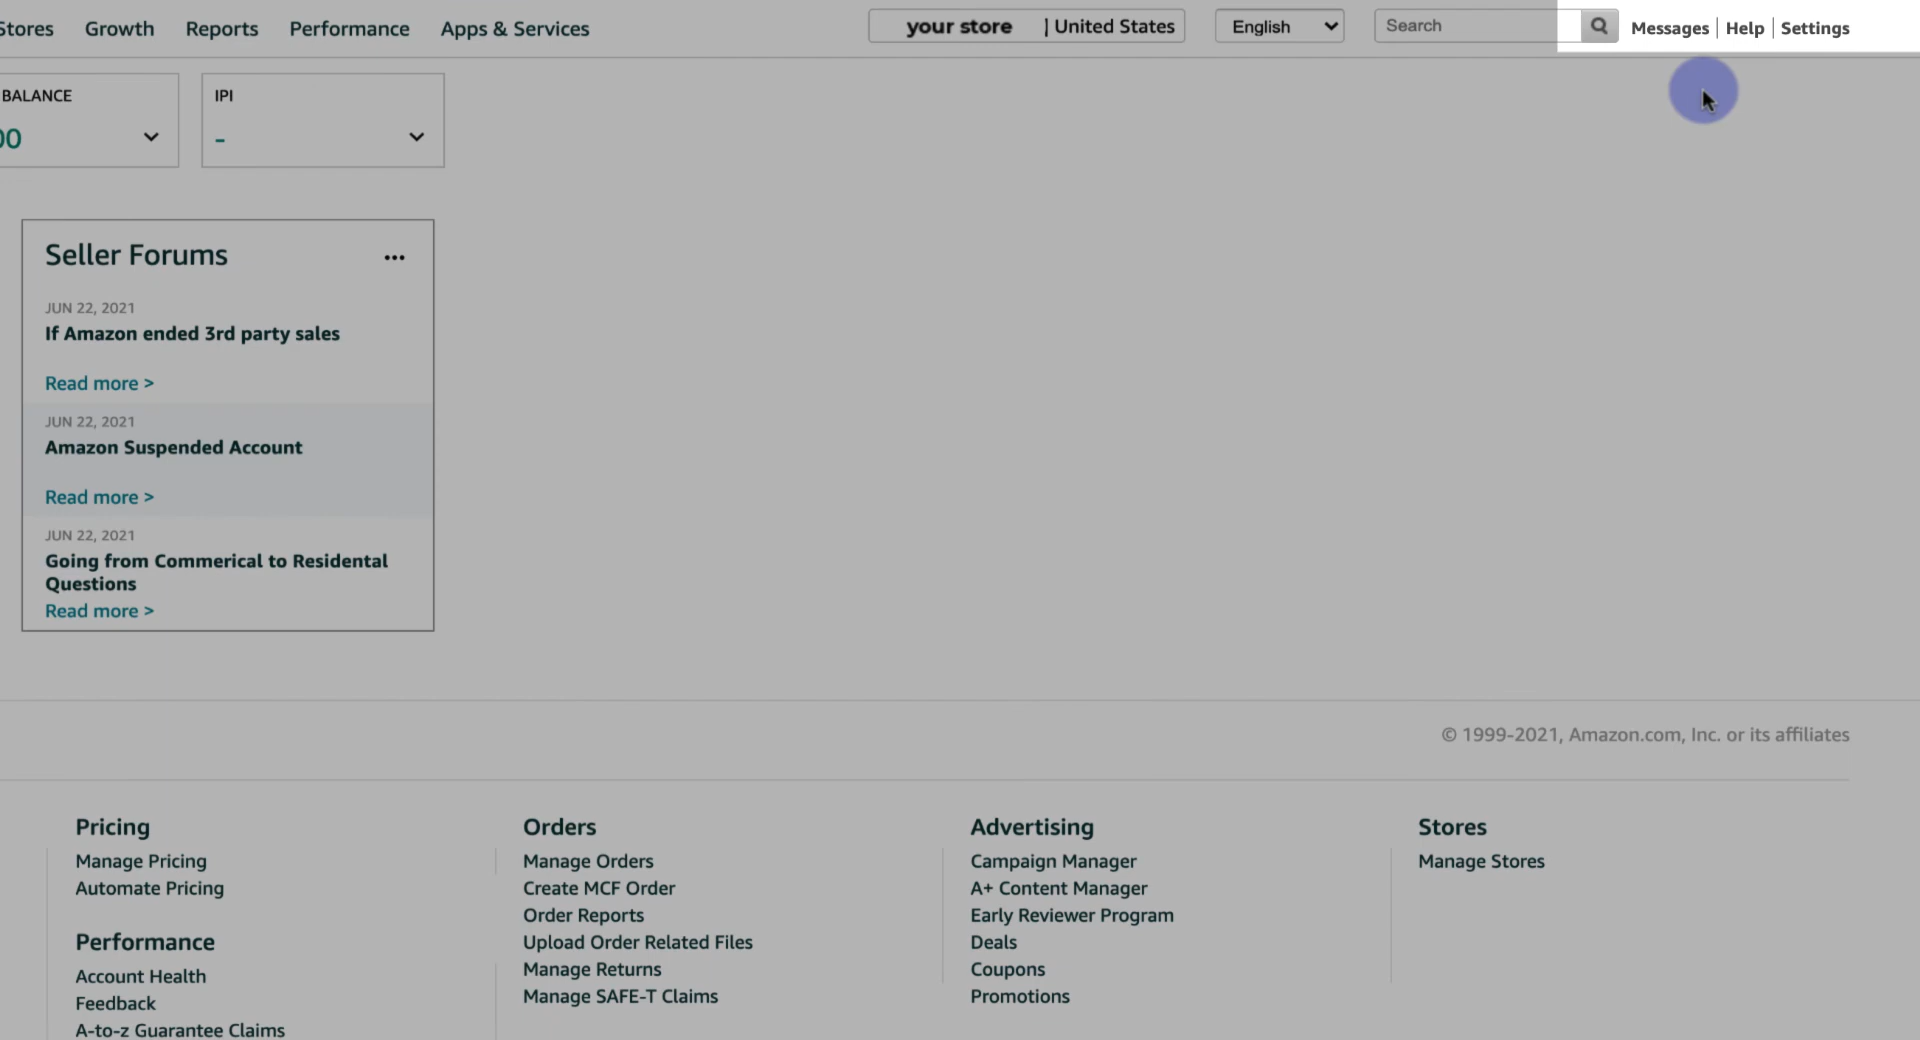 Stores Growth Reports Performance Apps & Services your store | United States English Search Messages | Help | Settings
BALANCE IPI
00 -
Seller Forums ...
JUN 22, 2021
If Amazon ended 3rd party sales
Read more >
JUN 22, 2021
Amazon Suspended Account
Read more >
JUN 22, 2021
Going from Commerical to Residental
Questions
Read more >
© 1999-2021, Amazon.com, Inc. or its affiliates
Pricing
Manage Pricing
Automate Pricing
Performance
Account Health
Feedback
A-to-z Guarantee Claims
Orders
Manage Orders
Create MCF Order
Order Reports
Upload Order Related Files
Manage Returns
Manage SAFE-T Claims
Advertising
Campaign Manager
A+ Content Manager
Early Reviewer Program
Deals
Coupons
Promotions
Stores
Manage Stores